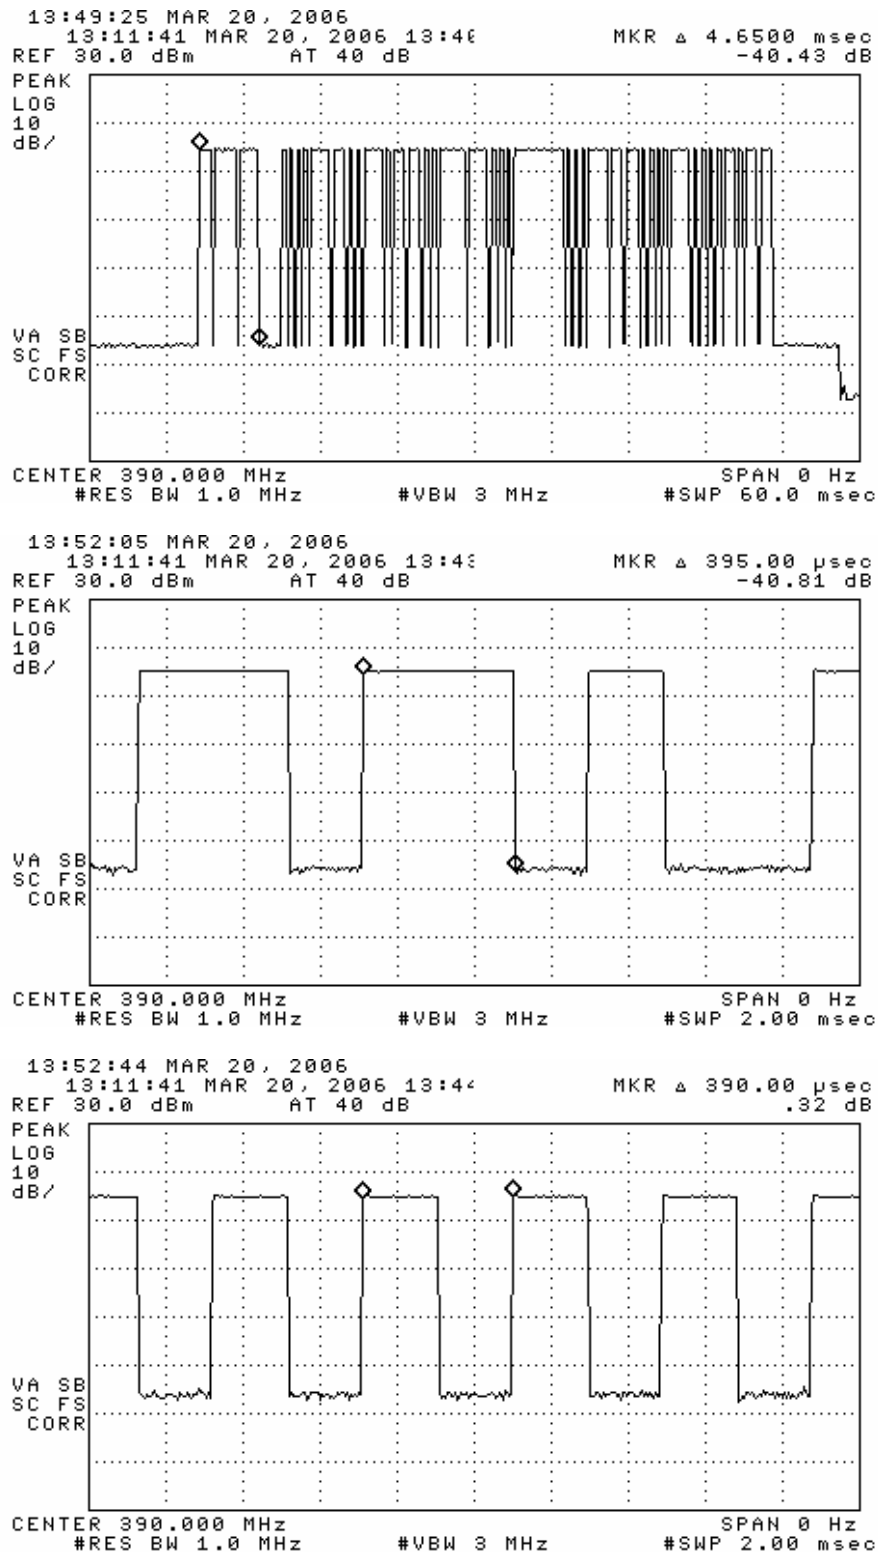 13:49:25 MAR 20, 2006
13:11:41 MAR 20, 2006 13:4 MKR Δ 4.6500 msec
REF 30.0 dBm AT 40 dB -40.43 dB
PEAK
LOG
10
dB/
VA SB
SC FS
CORR
CENTER 390.000 MHz SPAN 0 Hz
#RES BW 1.0 MHz #VBW 3 MHz #SWP 60.0 msec
13:52:05 MAR 20, 2006
13:11:41 MAR 20, 2006 13:4 MKR Δ 395.00 μsec
REF 30.0 dBm AT 40 dB -40.81 dB
PEAK
LOG
10
dB/
VA SB
SC FS
CORR
CENTER 390.000 MHz SPAN 0 Hz
#RES BW 1.0 MHz #VBW 3 MHz #SWP 2.00 msec
13:52:44 MAR 20, 2006
13:11:41 MAR 20, 2006 13:4 MKR Δ 390.00 μsec
REF 30.0 dBm AT 40 dB .32 dB
PEAK
LOG
10
dB/
VA SB
SC FS
CORR
CENTER 390.000 MHz SPAN 0 Hz
#RES BW 1.0 MHz #VBW 3 MHz #SWP 2.00 msec